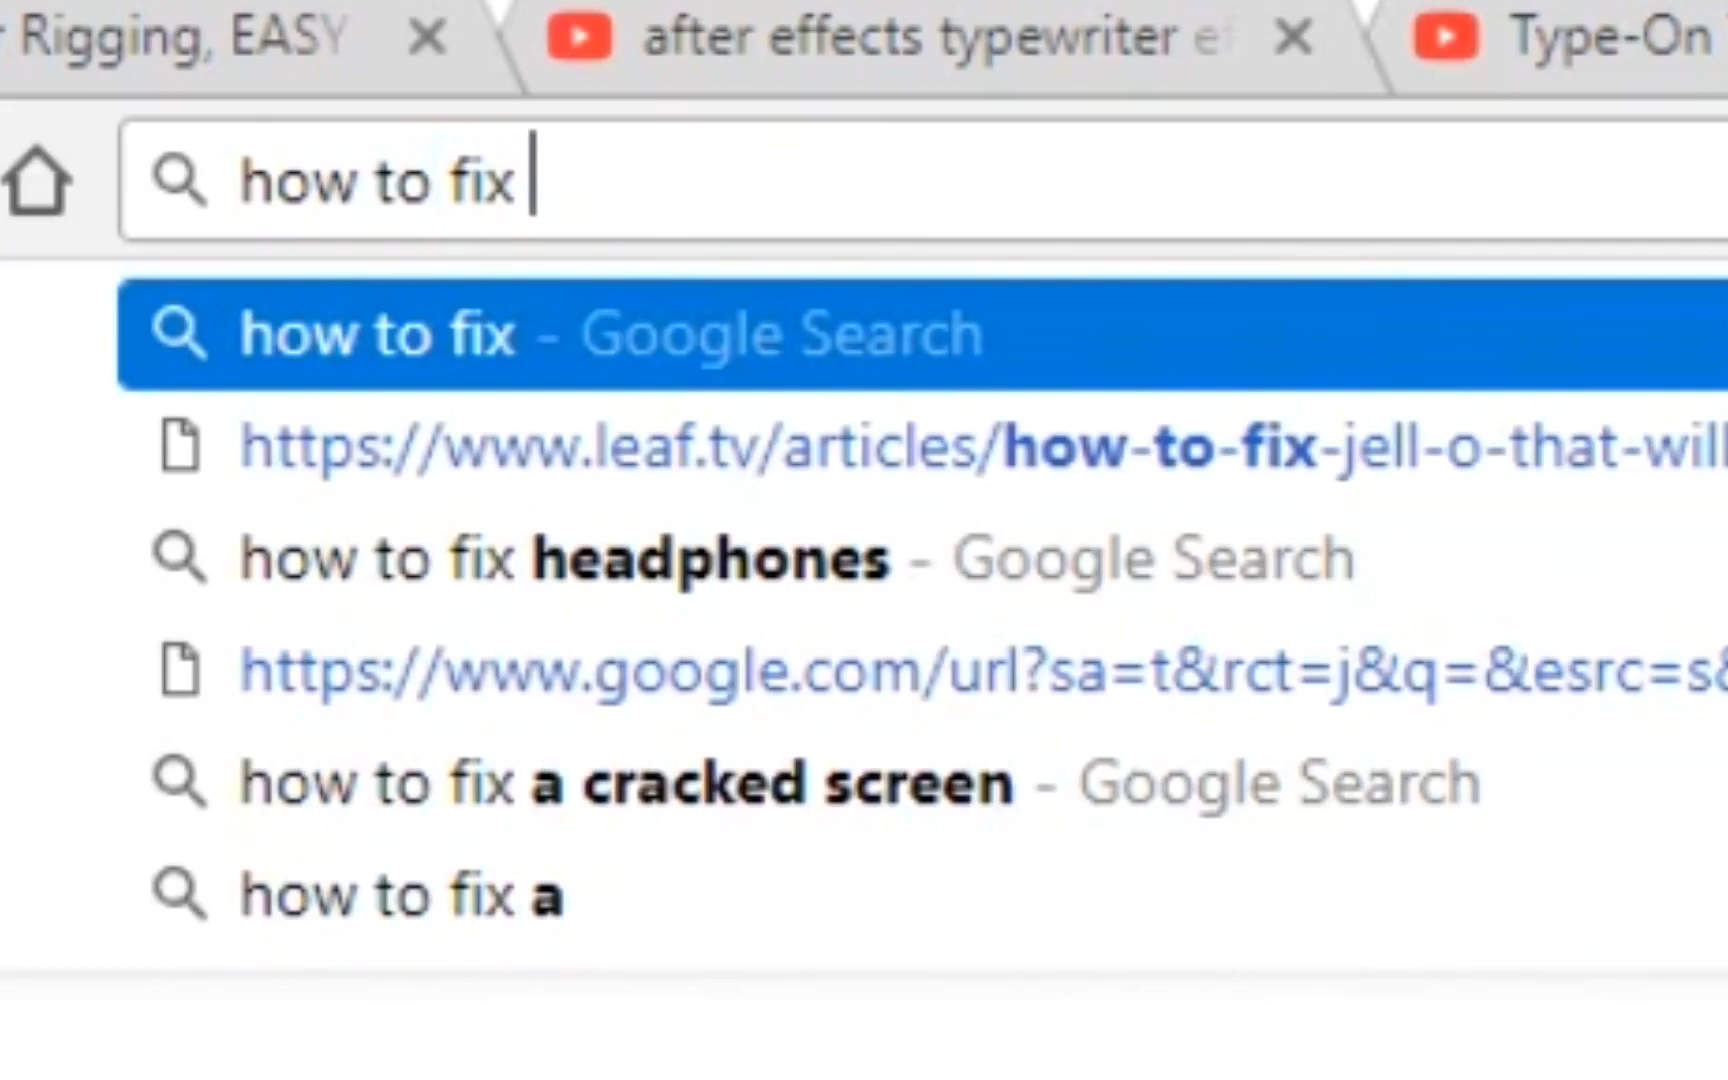 Rigging, EASY
after effects typewriter
Type-On
how to fix
how to fix - Google Search
https://www.leaf.tv/articles/how-to-fix-jell-o-that-will
how to fix headphones - Google Search
https://www.google.com/url?sa=t&rct=j&q=&esrc=s&
how to fix a cracked screen - Google Search
how to fix a